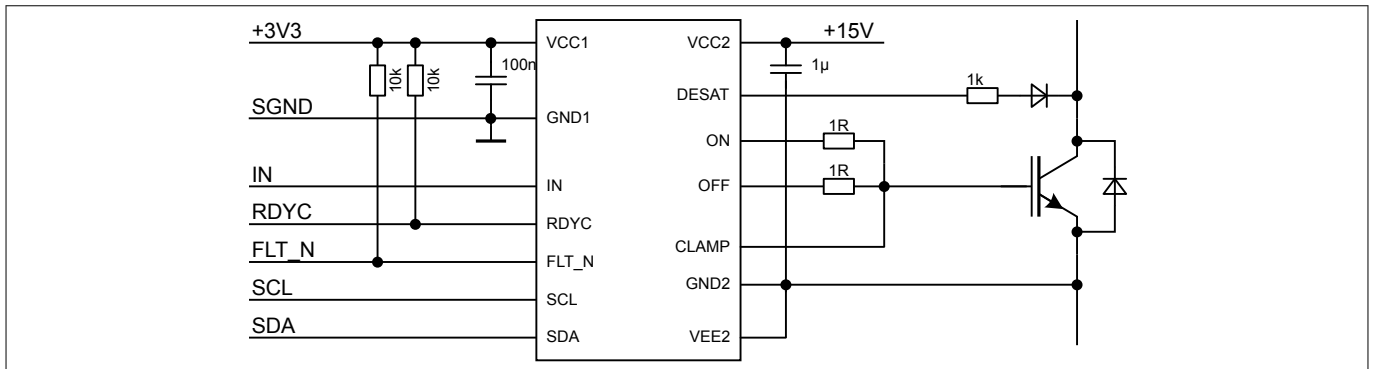 +3V3
VCC1
VCC2
+15V
10k
10k
100n
1µ
1k
DESAT
SGND
GND1
ON
1R
IN
IN
OFF
1R
RDYC
RDYC
CLAMP
FLT_N
FLT_N
GND2
SCL
SCL
SDA
SDA
VEE2